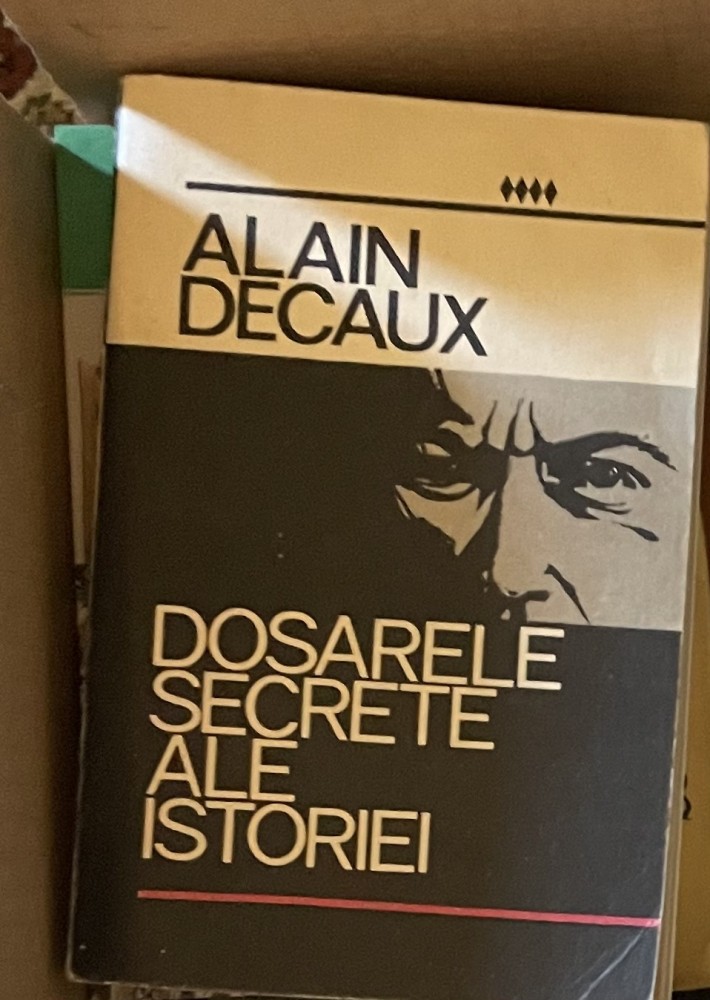 ALAIN
DECAUX
DOSARELE
SECRETE
ALE
ISTORIEI